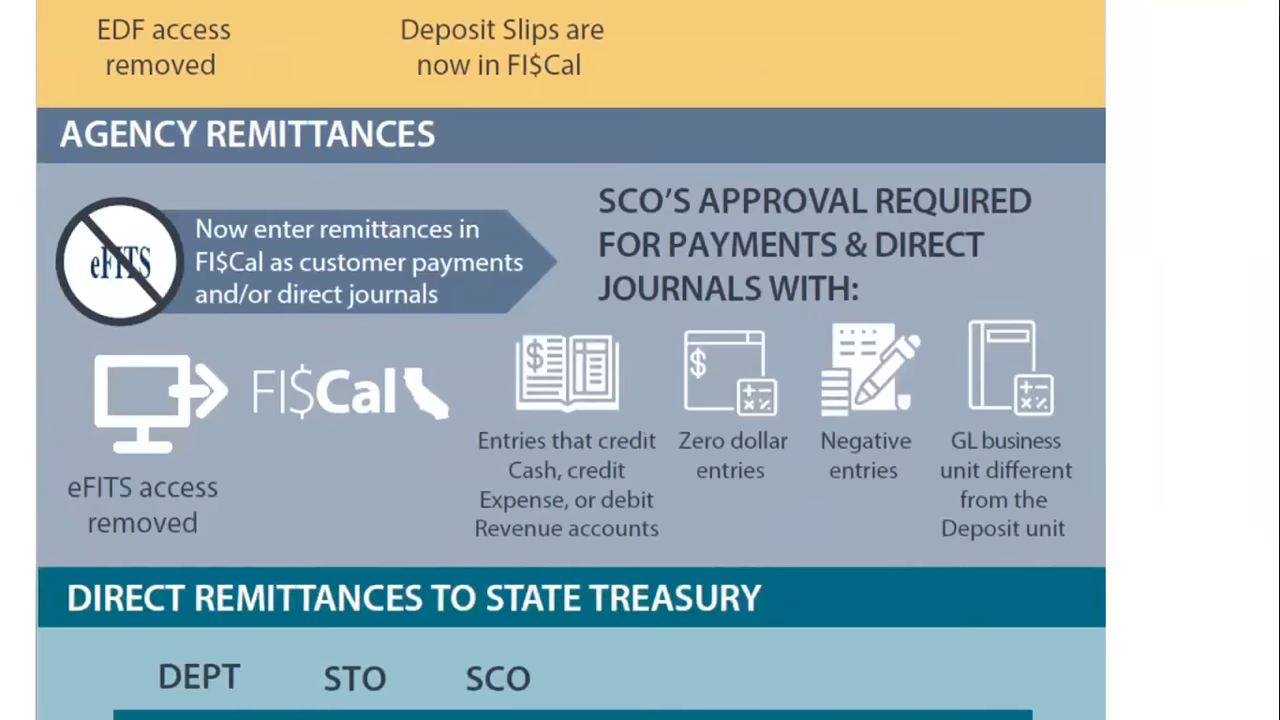 EDF access
removed
Deposit Slips are
now in FI$Cal
AGENCY REMITTANCES
eFITS
Now enter remittances in
FI$Cal as customer payments
and/or direct journals
SCO'S APPROVAL REQUIRED
FOR PAYMENTS & DIRECT
JOURNALS WITH:
FI$Cal
eFITS access
removed
$
Entries that credit
Cash, credit
Expense, or debit
Revenue accounts
$
Zero dollar
entries
Negative
entries
GL business
unit different
from the
Deposit unit
DIRECT REMITTANCES TO STATE TREASURY
DEPT STO SCO